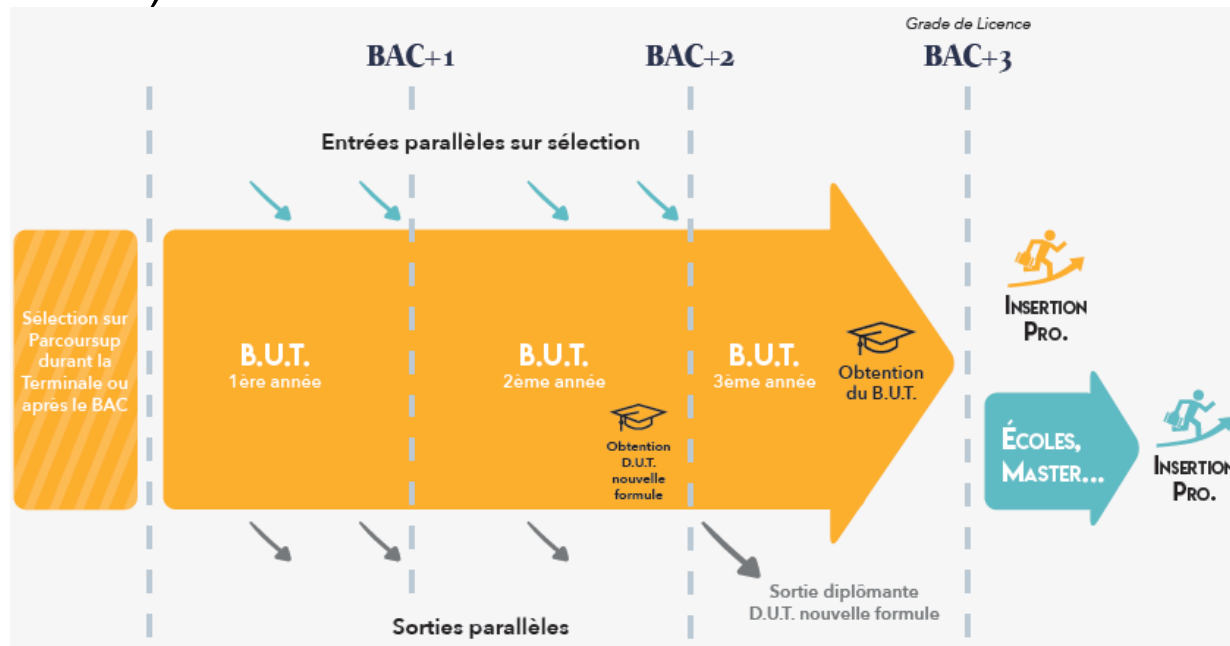 Grade de Licence
BAC+1
BAC+2
BAC+3
Entrées parallèles sur sélection
Sélection sur
Parcoursup
durant la
Terminale ou
après le BAC
B.U.T.
1ère année
B.U.T.
2ème année
Obtention
D.U.T.
nouvelle
formule
B.U.T.
3ème année
Obtention
du B.U.T.
INSERTION
PRO.
ÉCOLES,
MASTER...
INSERTION
PRO.
Sortie diplômante
D.U.T. nouvelle formule
Sorties parallèles